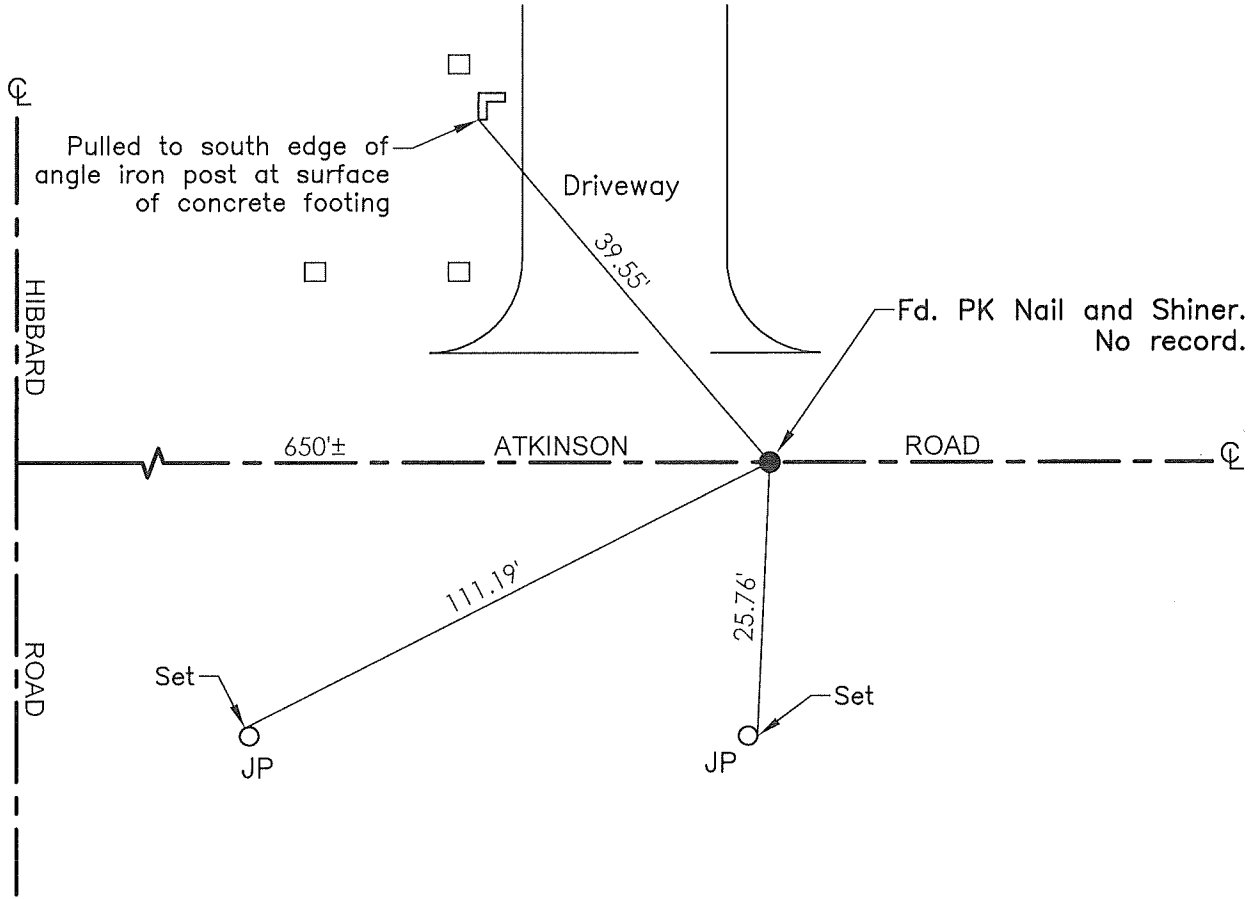 ℄
Pulled to south edge of
angle iron post at surface
of concrete footing
Driveway
39.55'
HIBBARD
Fd. PK Nail and Shiner.
No record.
650'±
ATKINSON
ROAD
℄
111.19'
25.76'
ROAD
Set
JP
Set
JP